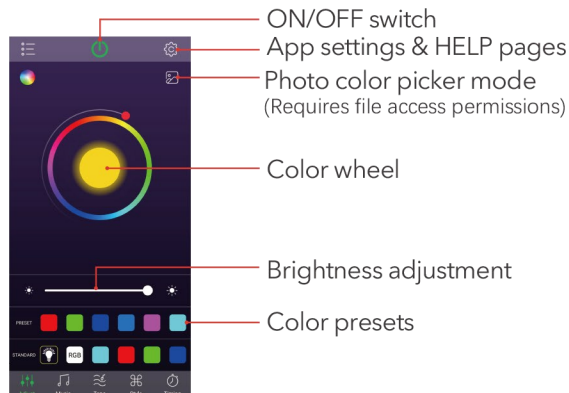 ON/OFF switch
App settings & HELP pages
Photo color picker mode
(Requires file access permissions)
Color wheel
Brightness adjustment
Color presets
PRESET
STANDARD
RGB